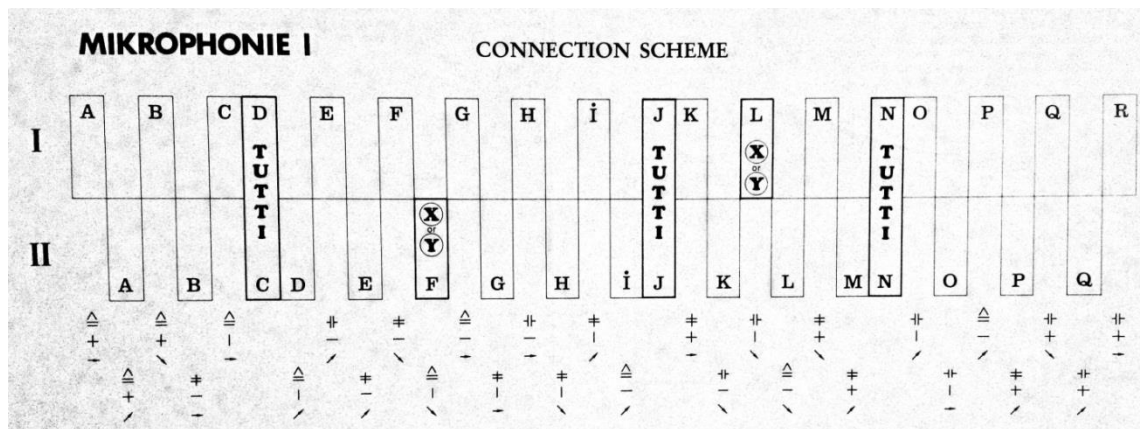 MIKROPHONIE I CONNECTION SCHEME
I A B C D E F G H i J K L M N O P Q R
TUTTI X or Y TUTTI X or Y TUTTI
II A B C D E F G H i J K L M N O P Q
≙ ≙ ≙ ⧧ ⧧ ≙ ⧧ ⧧ ⧧ ⧧ ⧧ ⧧ ≙ ⧧ ⧧
+ + − − − − − − + − + − − + +
≙ ⧧ ≙ ⧧ ≙ ⧧ ⧧ ≙ ⧧ ≙ ⧧ ⧧ ⧧ ⧧
+ − − − − − − − − − + − + +